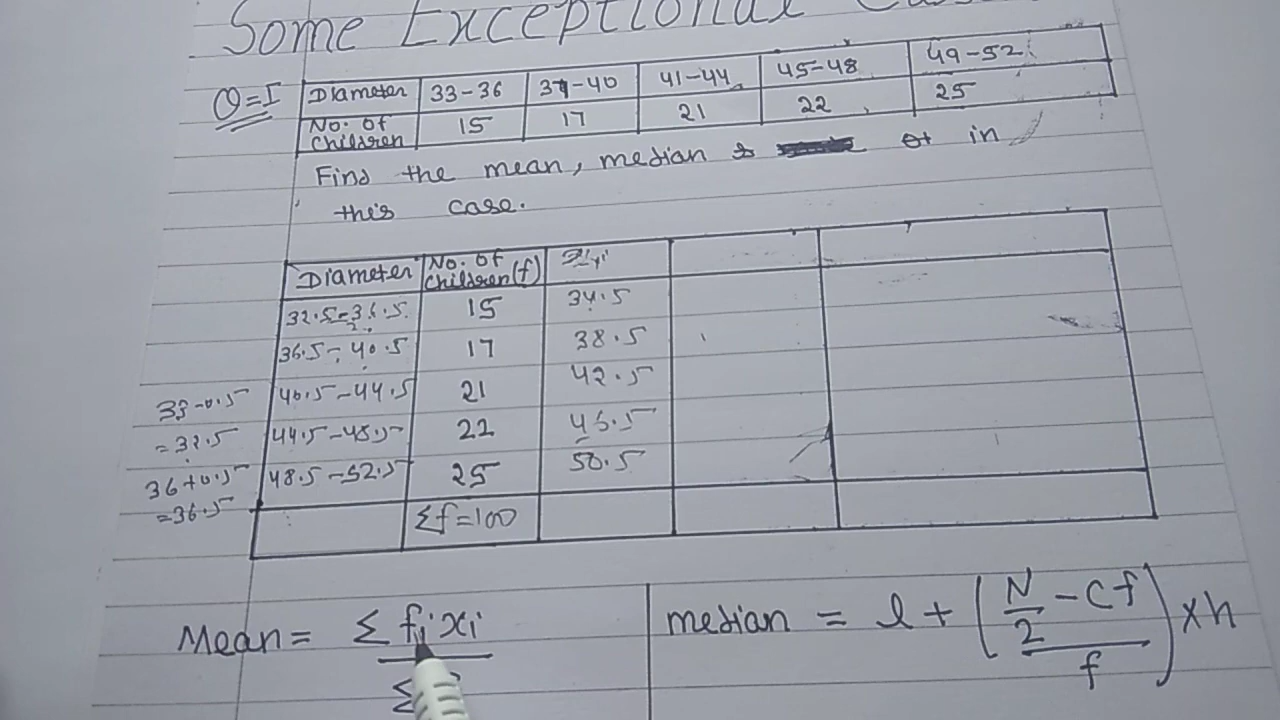 Some Exceptional
Q=I Diameter 33-36 37-40 41-44 45-48 49-52
No. of children 15 17 21 22 25
Find the mean, median & of in
this case.
Diameter No. of children(f) xi
32.5-36.5 15 34.5
36.5-40.5 17 38.5
33-0.5 40.5-44.5 21 42.5
=32.5 44.5-48.5 22 46.5
36+0.5 48.5-52.5 25 50.5
=36.5 Σf=100
Mean = Σ fixi / Σ
median = l + (N/2 - Cf / f) × h